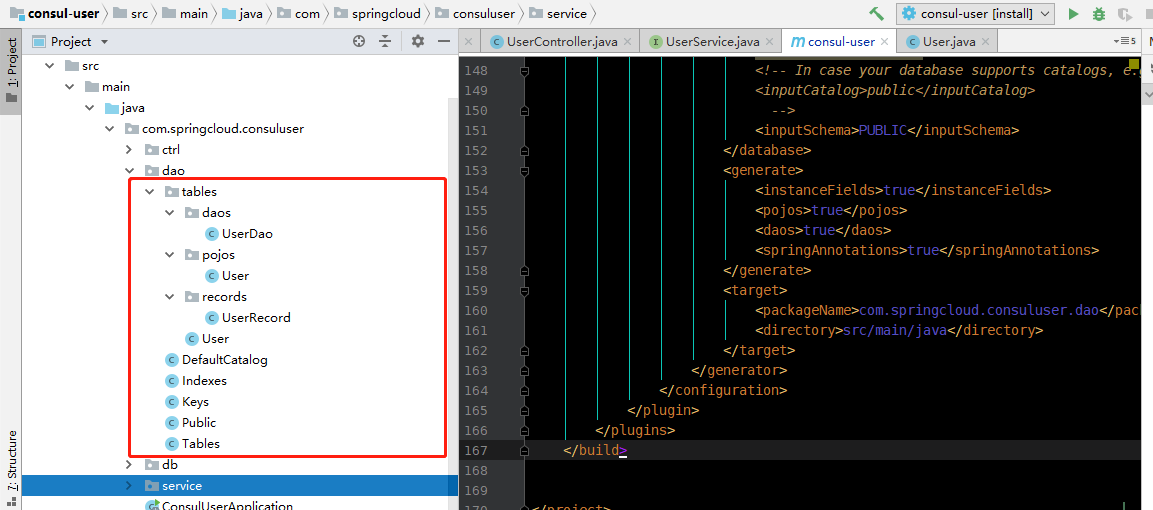 consul-user src main java com springcloud consuluser service consul-user [install]
Project
UserController.java UserService.java consul-user User.java 5
1: Project
7: Structure
src
main
java
com.springcloud.consuluser
ctrl
dao
tables
daos
UserDao
pojos
User
records
UserRecord
User
DefaultCatalog
Indexes
Keys
Public
Tables
db
service
ConsulUserApplication
148 <!-- In case your database supports catalogs, e.g
149 <inputCatalog>public</inputCatalog>
150 -->
151 <inputSchema>PUBLIC</inputSchema>
152 </database>
153 <generate>
154 <instanceFields>true</instanceFields>
155 <pojos>true</pojos>
156 <daos>true</daos>
157 <springAnnotations>true</springAnnotations>
158 </generate>
159 <target>
160 <packageName>com.springcloud.consuluser.dao</pack
161 <directory>src/main/java</directory>
162 </target>
163 </generator>
164 </configuration>
165 </plugin>
166 </plugins>
167 </build>
168
169
170 </project>